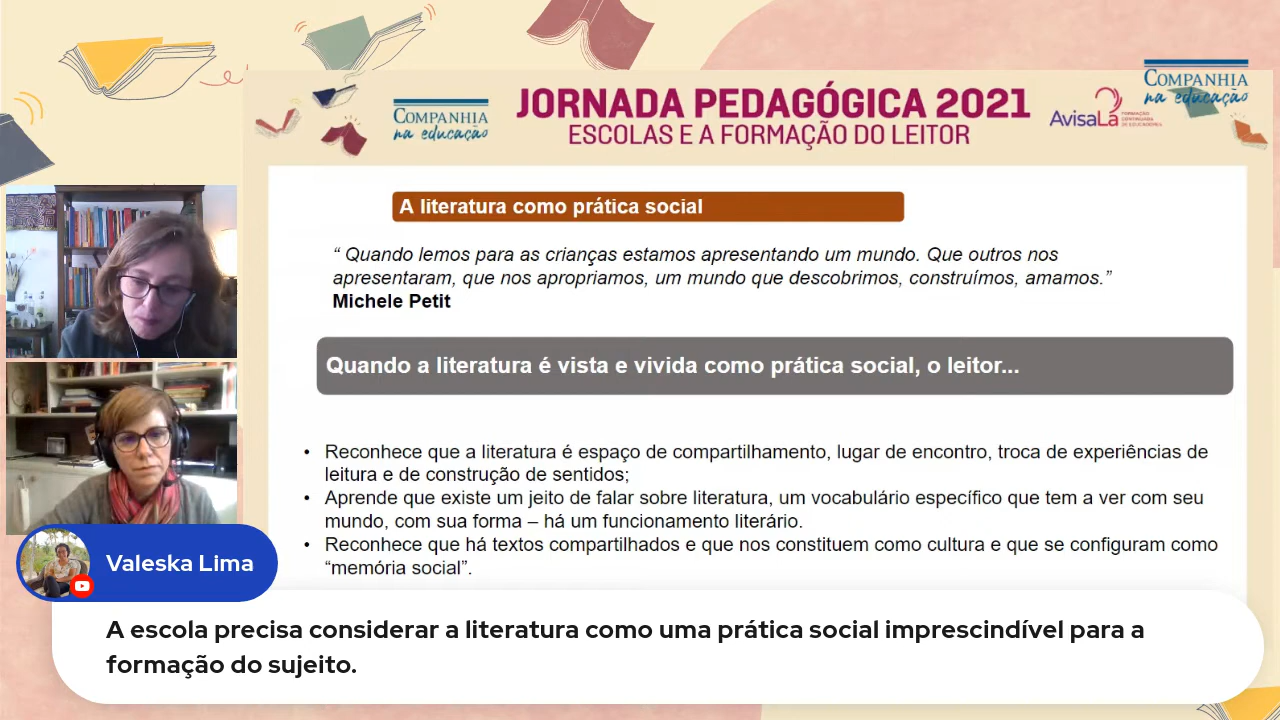 COMPANHIA
na educação
JORNADA PEDAGÓGICA 2021
ESCOLAS E A FORMAÇÃO DO LEITOR
AvisaLá
FORMAÇÃO
CONTINUADA
DE EDUCADORES
COMPANHIA
na educação
A literatura como prática social
“ Quando lemos para as crianças estamos apresentando um mundo. Que outros nos
apresentaram, que nos apropriamos, um mundo que descobrimos, construímos, amamos.”
Michele Petit
Quando a literatura é vista e vivida como prática social, o leitor...
• Reconhece que a literatura é espaço de compartilhamento, lugar de encontro, troca de experiências de
leitura e de construção de sentidos;
• Aprende que existe um jeito de falar sobre literatura, um vocabulário específico que tem a ver com seu
mundo, com sua forma – há um funcionamento literário.
• Reconhece que há textos compartilhados e que nos constituem como cultura e que se configuram como
“memória social”.
Valeska Lima
A escola precisa considerar a literatura como uma prática social imprescindível para a
formação do sujeito.